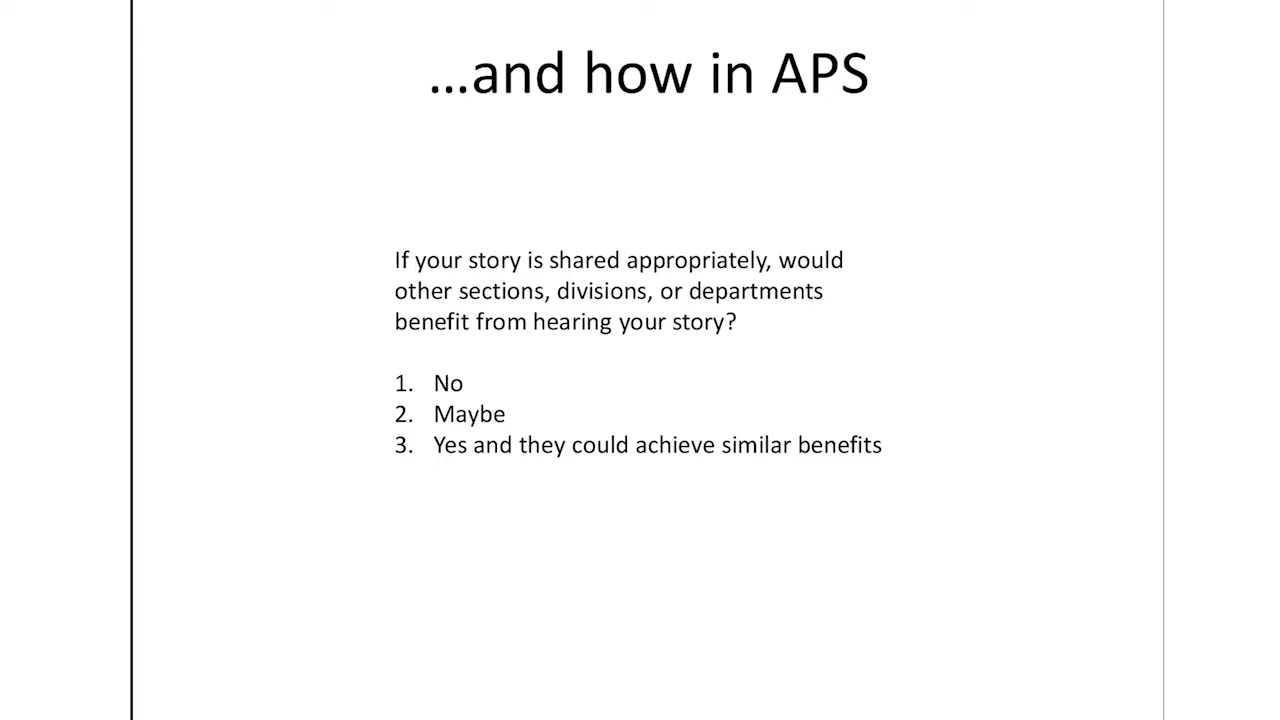 …and how in APS
If your story is shared appropriately, would
other sections, divisions, or departments
benefit from hearing your story?
1. No
2. Maybe
3. Yes and they could achieve similar benefits